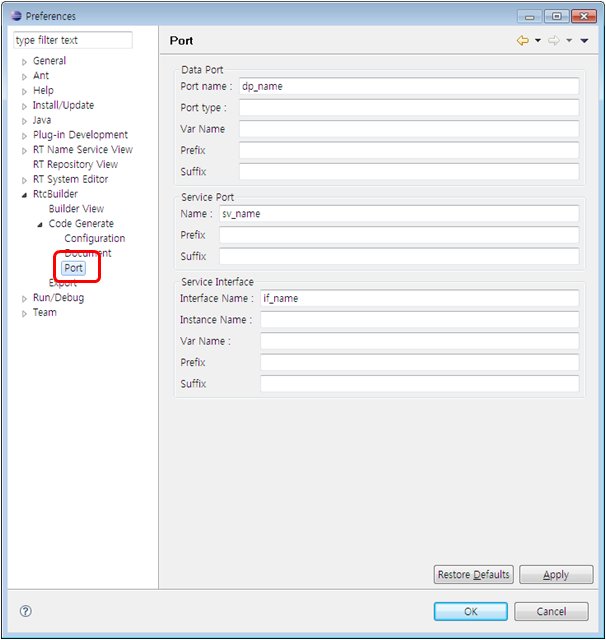 Preferences
type filter text
General
Ant
Help
Install/Update
Java
Plug-in Development
RT Name Service View
RT Repository View
RT System Editor
RtcBuilder
Builder View
Code Generate
Configuration
Document
Port
Export
Run/Debug
Team
Port
Data Port
Port name : dp_name
Port type :
Var Name
Prefix
Suffix
Service Port
Name : sv_name
Prefix
Suffix
Service Interface
Interface Name : if_name
Instance Name :
Var Name :
Prefix
Suffix
Restore Defaults Apply
? OK Cancel